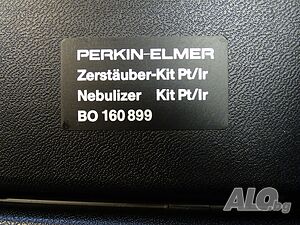 PERKIN-ELMER
Zerstäuber-Kit Pt/Ir
Nebulizer Kit Pt/Ir
BO 160 899
ALO.bg